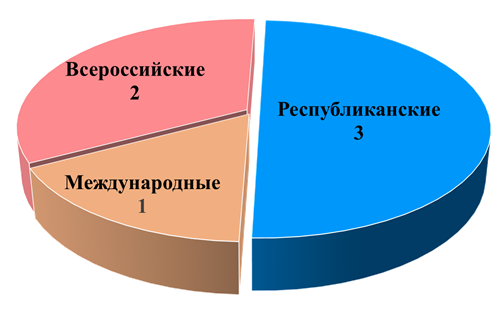 Всероссийские
2
Республиканские
3
Международные
1